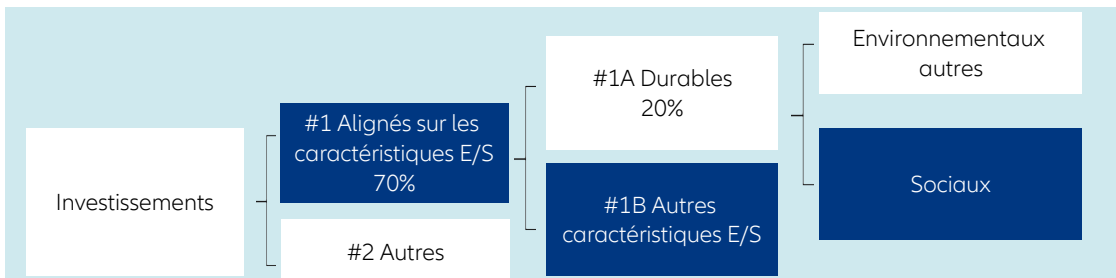 Investissements
#1 Alignés sur les
caractéristiques E/S
70%
#2 Autres
#1A Durables
20%
#1B Autres
caractéristiques E/S
Environnementaux
autres
Sociaux